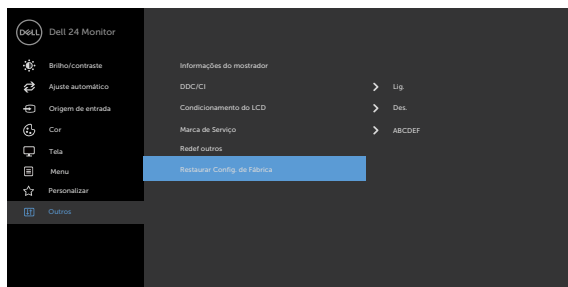 DELL Dell 24 Monitor
Brilho/contraste
Informações do mostrador
Ajuste automático
DDC/CI
Lig.
Origem de entrada
Condicionamento do LCD
Des.
Cor
Marca de Serviço
ABCDEF
Tela
Redef outros
Menu
Restaurar Config. de Fábrica
Personalizar
Outros